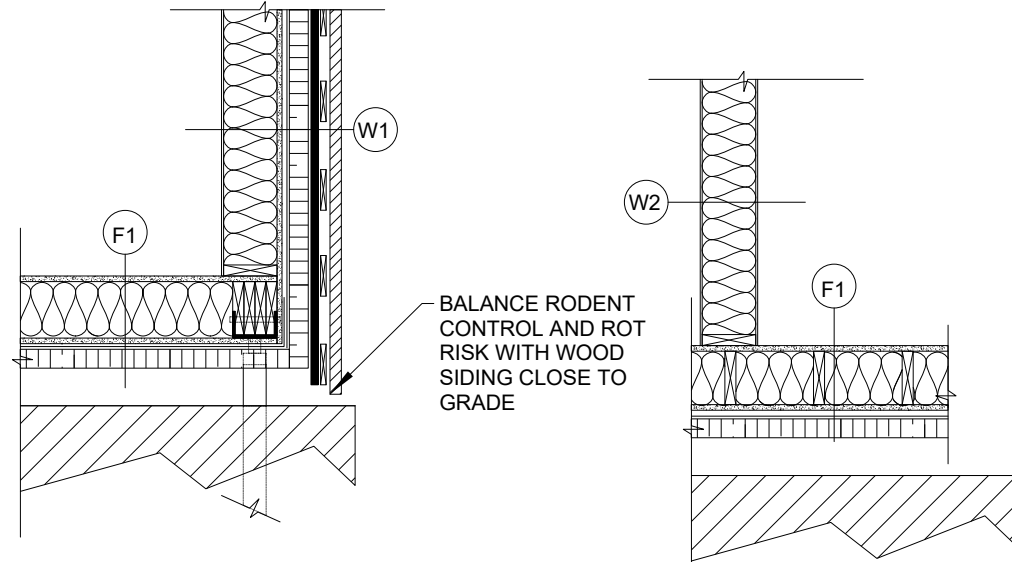 W1
F1
BALANCE RODENT
CONTROL AND ROT
RISK WITH WOOD
SIDING CLOSE TO
GRADE
W2
F1